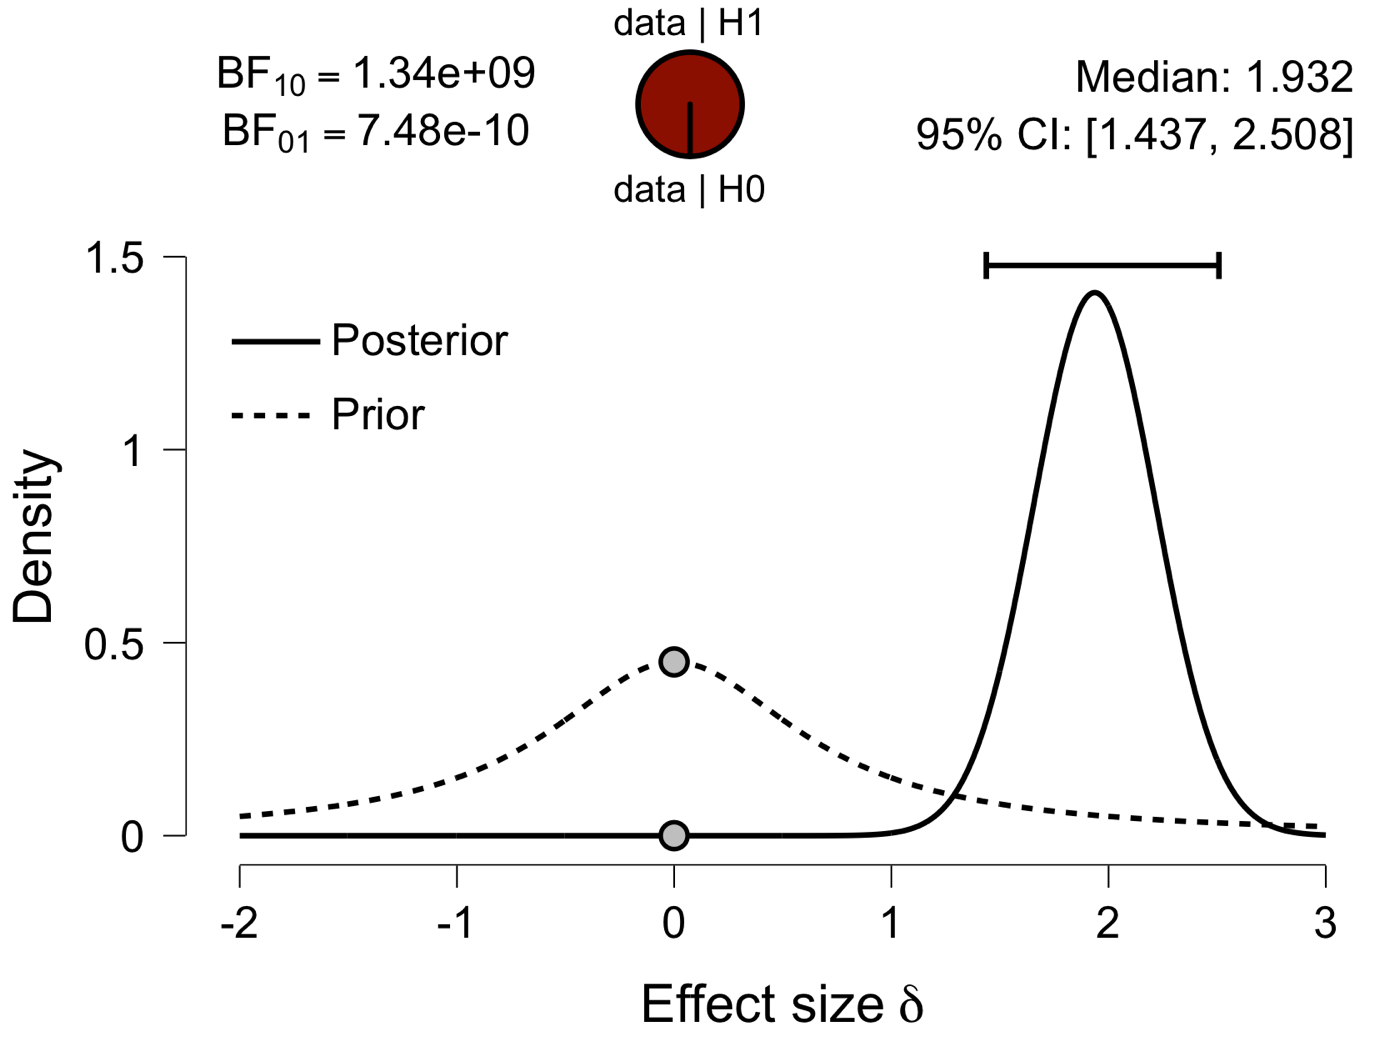 data | H1
BF10 = 1.34e+09
BF01 = 7.48e-10
Median: 1.932
95% CI: [1.437, 2.508]
data | H0
1.5
1
0.5
0
Density
Posterior
Prior
-2 -1 0 1 2 3
Effect size δ